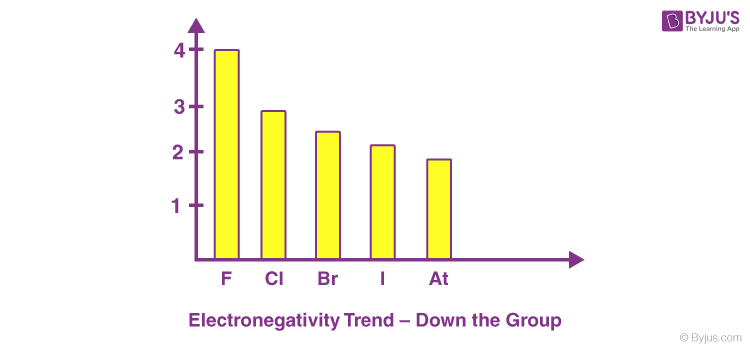 BYJU'S
The Learning App
4
3
2
1
F Cl Br I At
Electronegativity Trend – Down the Group
© Byjus.com